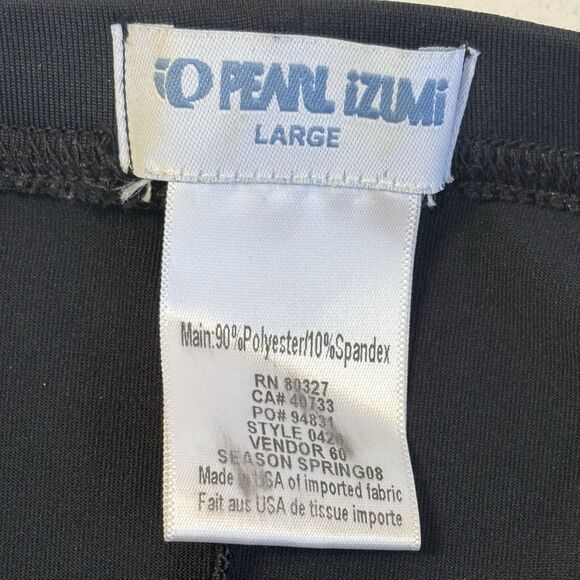 PEARL iZUMi
LARGE
Main:90%Polyester/10%Spandex
RN 80327
CA# 40733
PO# 94831
STYLE
VENDOR 60
SEASON SPRING08
Made in USA of imported fabric
Fait aus USA de tissue importe